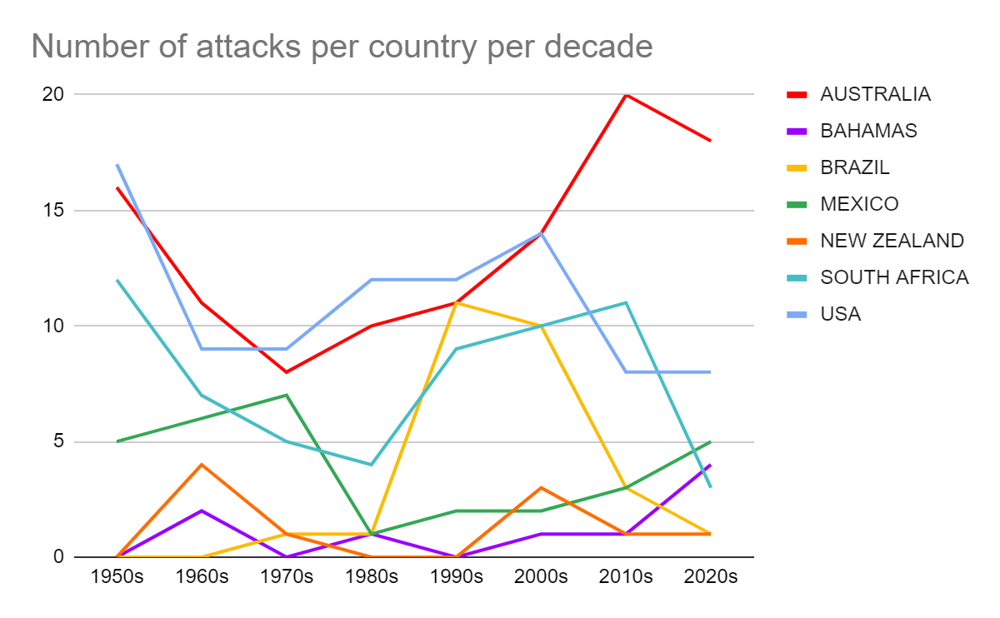 Number of attacks per country per decade
20
15
10
5
0
1950s 1960s 1970s 1980s 1990s 2000s 2010s 2020s
AUSTRALIA
BAHAMAS
BRAZIL
MEXICO
NEW ZEALAND
SOUTH AFRICA
USA